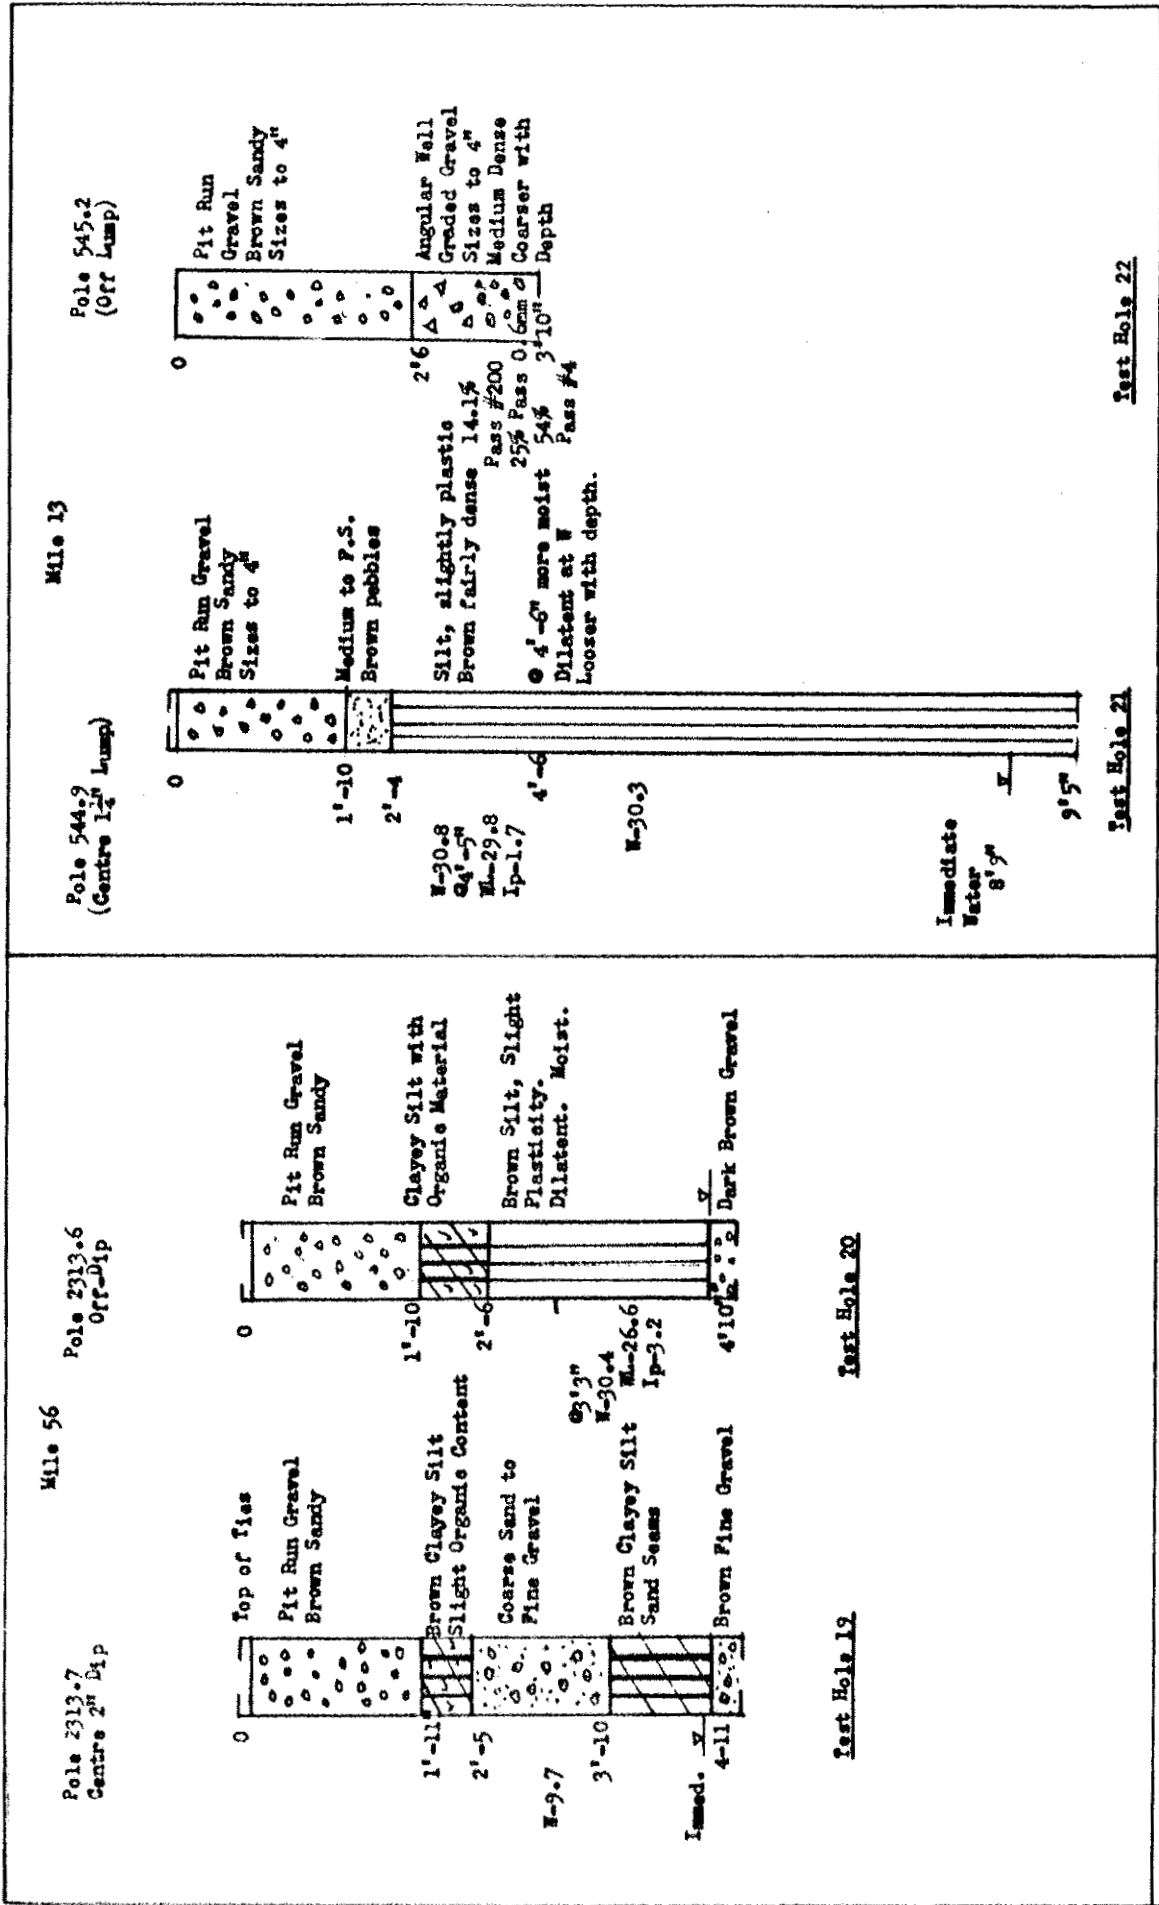 Mile 56
Pole 2313.7
Centre 2" Dip
0
Top of Ties
Pit Run Gravel
Brown Sandy
1'-11"
Brown Clayey Silt
Slight Organic Content
2'-5
Coarse Sand to
Fine Gravel
W-9.7
3'-10
Brown Clayey Silt
Sand Seams
Immed.
4-11
Brown Fine Gravel
Test Hole 19
Pole 2313.6
Off-Dip
0
Pit Run Gravel
Brown Sandy
1'-10
Clayey Silt with
Organic Material
2'-6
Brown Silt, Slight
Plasticity.
Dilatent. Moist.
@3'3"
W-30.4
WL-26.6
Ip-3.2
4'10"
Dark Brown Gravel
Test Hole 20
Mile 13
Pole 544.9
(Centre 1¼" Lump)
0
Pit Run Gravel
Brown Sandy
Sizes to 4"
1'-10
Medium to F.S.
Brown pebbles
2'-4
Silt, slightly plastic
Brown fairly dense
W-30.8
@4'-5"
WL-29.8
Ip-1.7
4'-6
@ 4'-6" more moist
Dilatent at W
Looser with depth.
W-30.3
Immediate
Water
8'9"
9'5"
Test Hole 21
Pole 545.2
(Off Lump)
0
Pit Run
Gravel
Brown Sandy
Sizes to 4"
2'6
Angular Well
Graded Gravel
Sizes to 4"
Medium Dense
Coarser with
Depth
14.1%
Pass #200
25% Pass 0.6mm
54%
Pass #4
3'10"
Test Hole 22